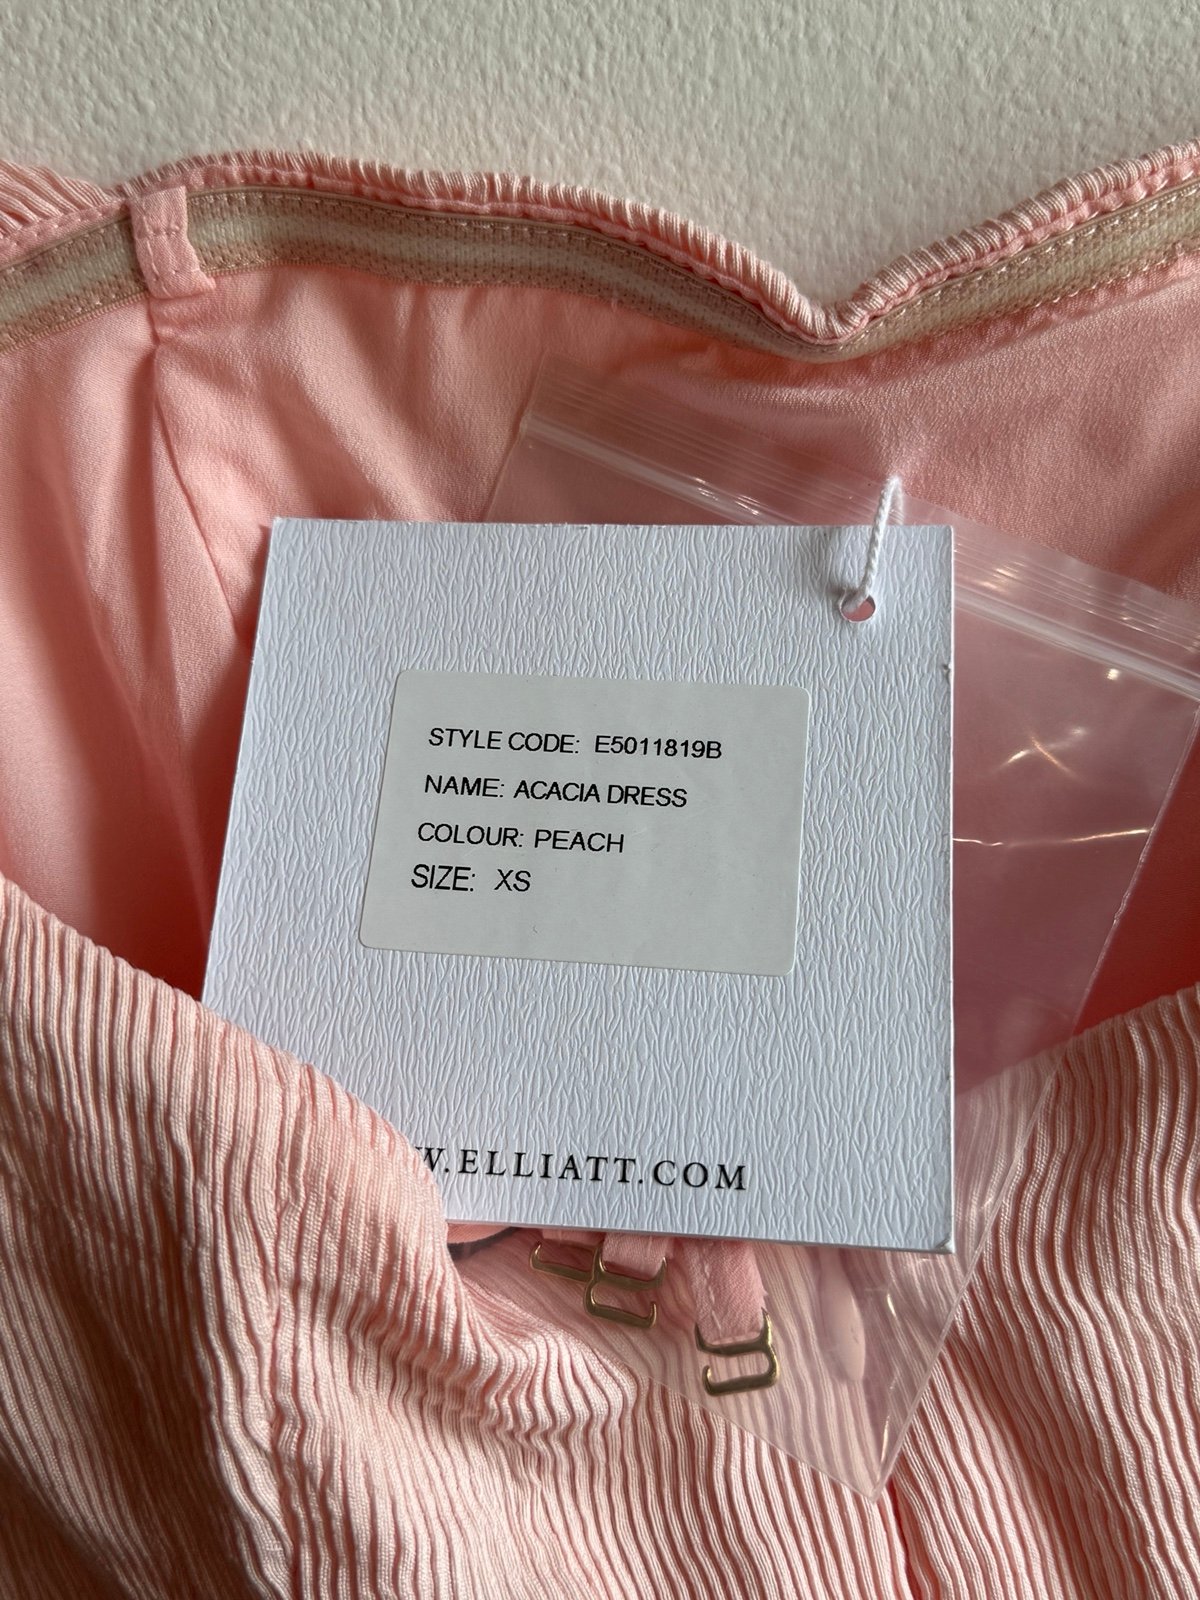 STYLE CODE: E5011819B
NAME: ACACIA DRESS
COLOUR: PEACH
SIZE: XS
W.ELLIATT.COM